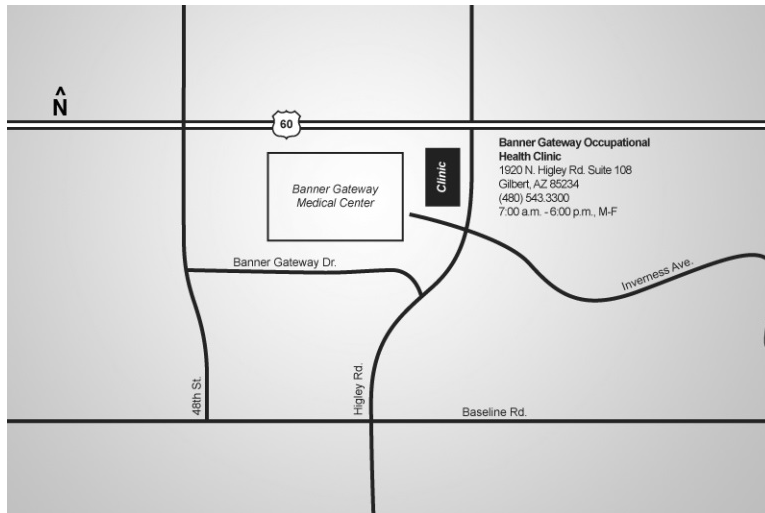 N
60
Banner Gateway Occupational
Health Clinic
1920 N. Higley Rd. Suite 108
Gilbert, AZ 85234
(480) 543.3300
7:00 a.m. - 6:00 p.m., M-F
Clinic
Banner Gateway
Medical Center
Banner Gateway Dr.
Inverness Ave.
48th St.
Higley Rd.
Baseline Rd.